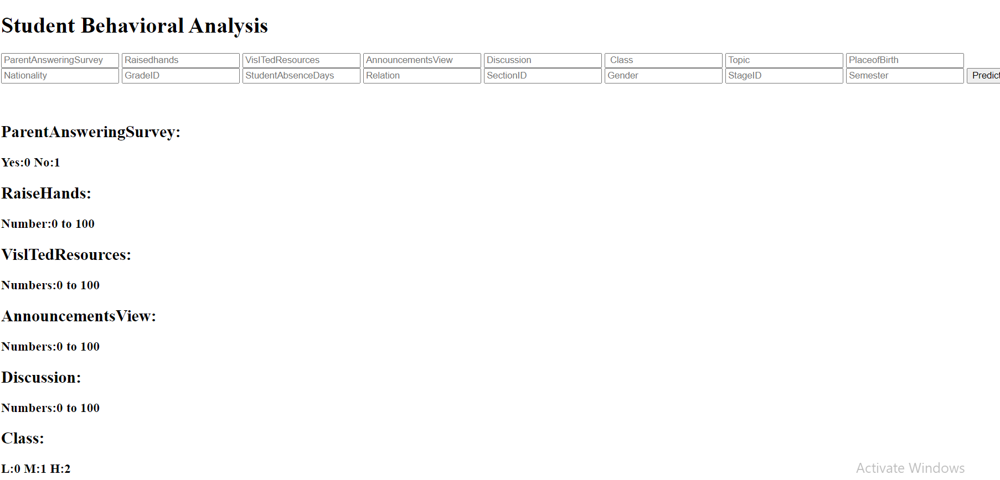 Student Behavioral Analysis
ParentAnsweringSurvey Raisedhands VisITedResources AnnouncementsView Discussion Class Topic PlaceofBirth
Nationality GradeID StudentAbsenceDays Relation SectionID Gender StageID Semester Predict
ParentAnsweringSurvey:
Yes:0 No:1
RaiseHands:
Number:0 to 100
VisITedResources:
Numbers:0 to 100
AnnouncementsView:
Numbers:0 to 100
Discussion:
Numbers:0 to 100
Class:
L:0 M:1 H:2
Activate Windows